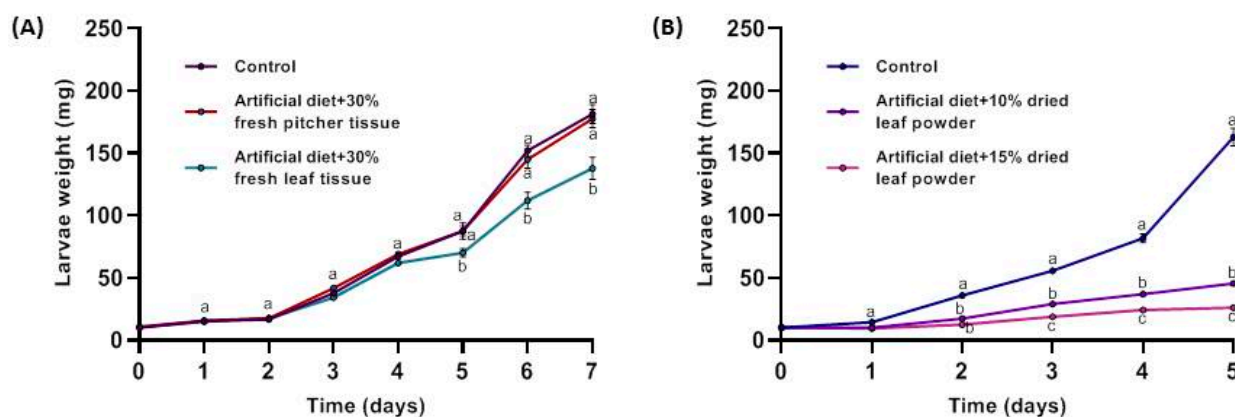 (A)
250
200
150
100
50
0
Larvae weight (mg)
Control
Artificial diet+30%
fresh pitcher tissue
Artificial diet+30%
fresh leaf tissue
a
a
a
a
a
a
b
a
a
b
a
a
b
0 1 2 3 4 5 6 7
Time (days)
(B)
250
200
150
100
50
0
Larvae weight (mg)
Control
Artificial diet+10% dried
leaf powder
Artificial diet+15% dried
leaf powder
a
a
b
b
a
b
c
a
b
c
a
b
c
0 1 2 3 4 5
Time (days)